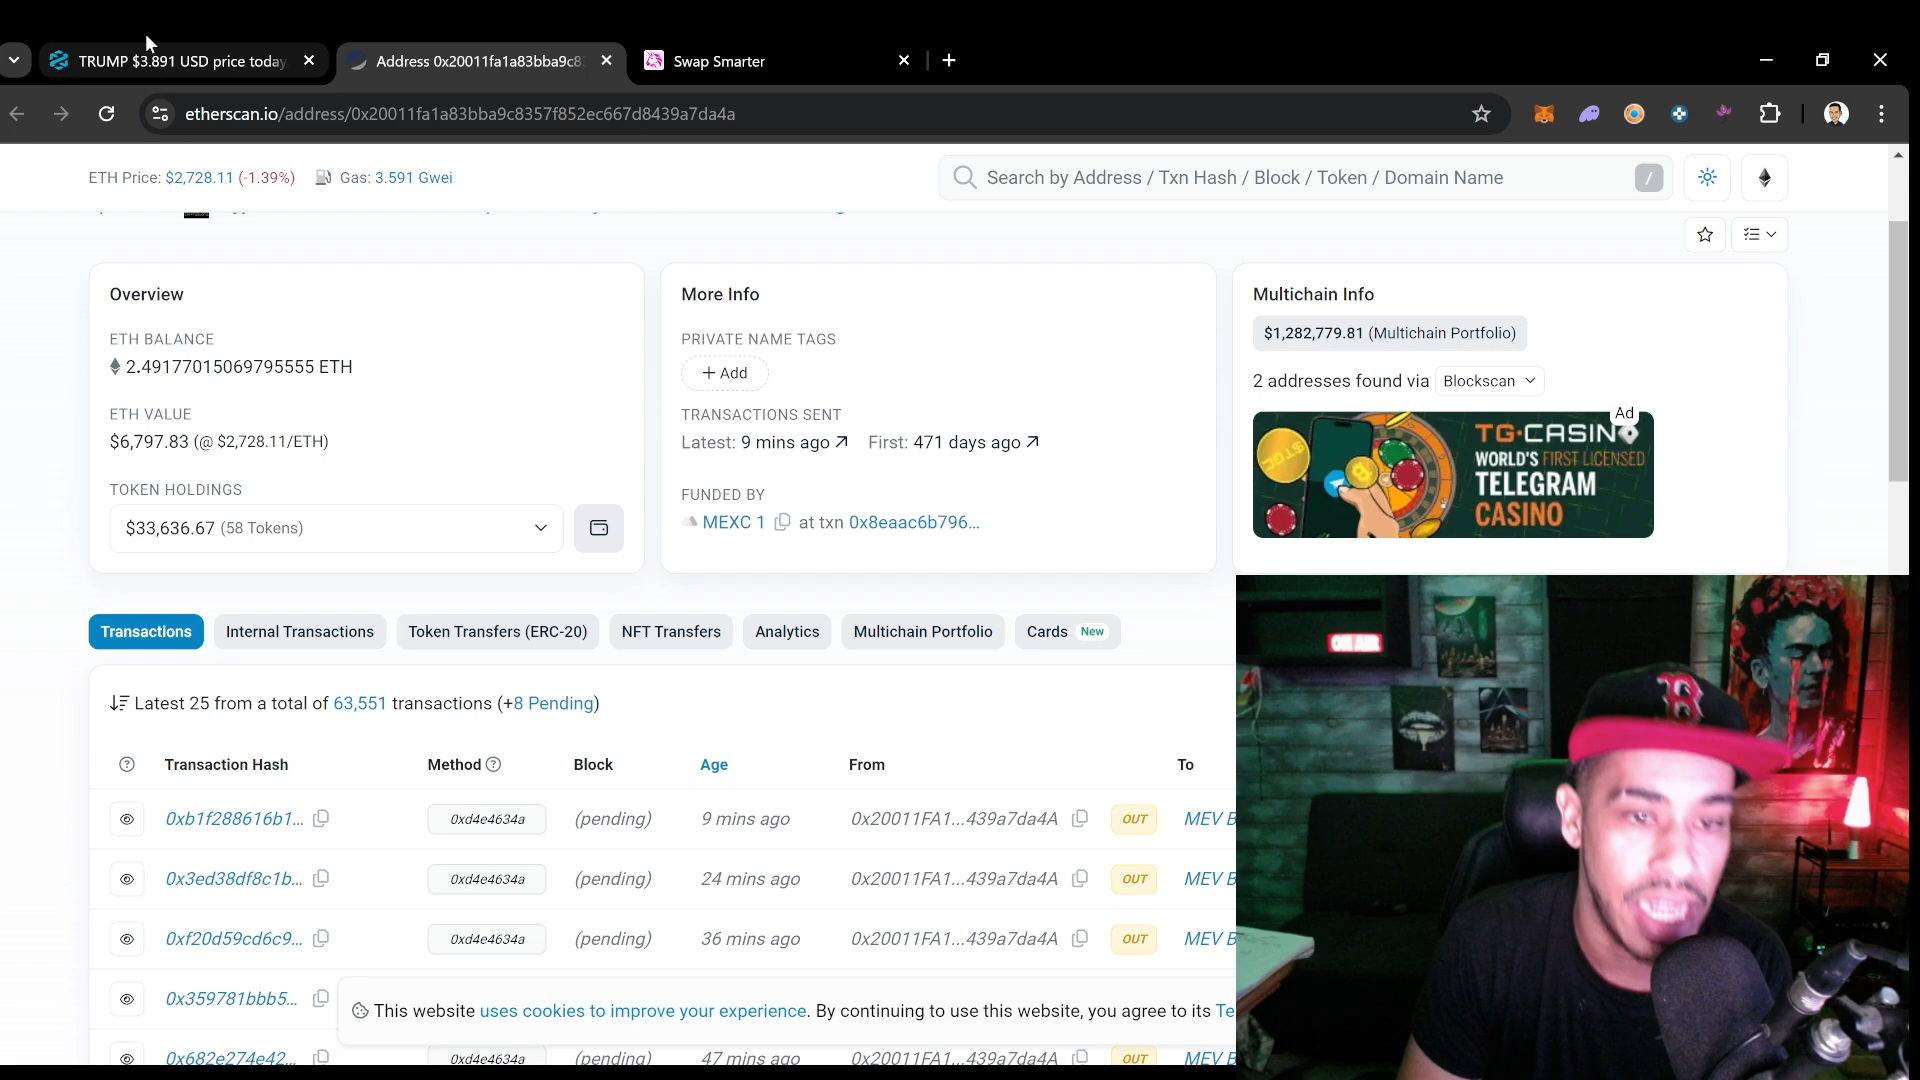 TRUMP $3.891 USD price today
Address 0x20011fa1a83bba9c8
Swap Smarter
etherscan.io/address/0x20011fa1a83bba9c8357f852ec667d8439a7da4a
ETH Price: $2,728.11 (-1.39%)
Gas: 3.591 Gwei
Search by Address / Txn Hash / Block / Token / Domain Name
/
Overview
ETH BALANCE
2.49177015069795555 ETH
ETH VALUE
$6,797.83 (@ $2,728.11/ETH)
TOKEN HOLDINGS
$33,636.67 (58 Tokens)
More Info
PRIVATE NAME TAGS
+ Add
TRANSACTIONS SENT
Latest: 9 mins ago First: 471 days ago
FUNDED BY
MEXC 1 at txn 0x8eaac6b796...
Multichain Info
$1,282,779.81 (Multichain Portfolio)
2 addresses found via Blockscan
Ad
TG·CASINO
WORLD'S FIRST LICENSED
TELEGRAM
CASINO
Transactions Internal Transactions Token Transfers (ERC-20) NFT Transfers Analytics Multichain Portfolio Cards New
Latest 25 from a total of 63,551 transactions (+8 Pending)
Transaction Hash Method Block Age From To
0xb1f288616b1... 0xd4e4634a (pending) 9 mins ago 0x20011FA1...439a7da4A OUT MEV B
0x3ed38df8c1b... 0xd4e4634a (pending) 24 mins ago 0x20011FA1...439a7da4A OUT MEV B
0xf20d59cd6c9... 0xd4e4634a (pending) 36 mins ago 0x20011FA1...439a7da4A OUT MEV B
0x359781bbb5...
This website uses cookies to improve your experience. By continuing to use this website, you agree to its Te
0x682e274e42... 0xd4e4634a (pending) 47 mins ago 0x20011FA1...439a7da4A OUT MEV B
ON AIR
B